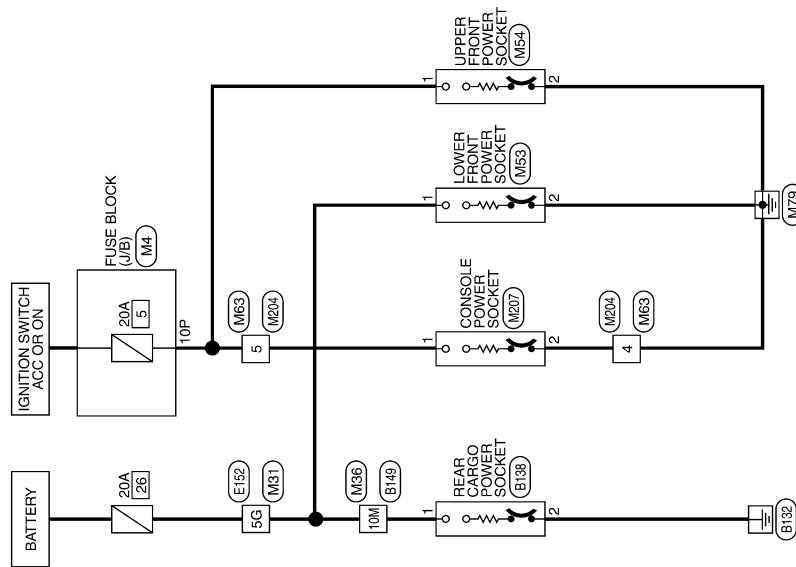 IGNITION SWITCH
ACC OR ON
FUSE BLOCK
(J/B)
M4
20A
5
10P
BATTERY
20A
26
E152
5G
M31
M63
5
M204
M36
10M
B149
UPPER
FRONT
POWER
SOCKET
M54
1
2
LOWER
FRONT
POWER
SOCKET
M53
1
2
CONSOLE
POWER
SOCKET
M207
1
2
REAR
CARGO
POWER
SOCKET
B138
1
2
M204
4
M63
M79
B132